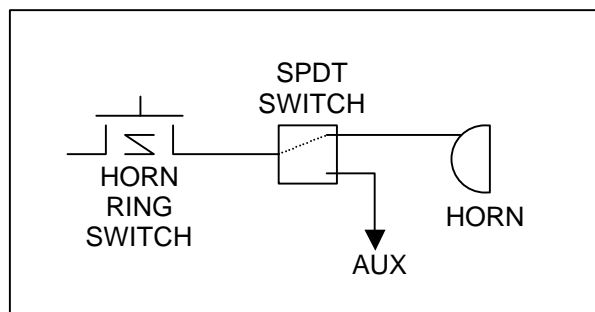 SPDT
SWITCH
HORN
RING
SWITCH
HORN
AUX